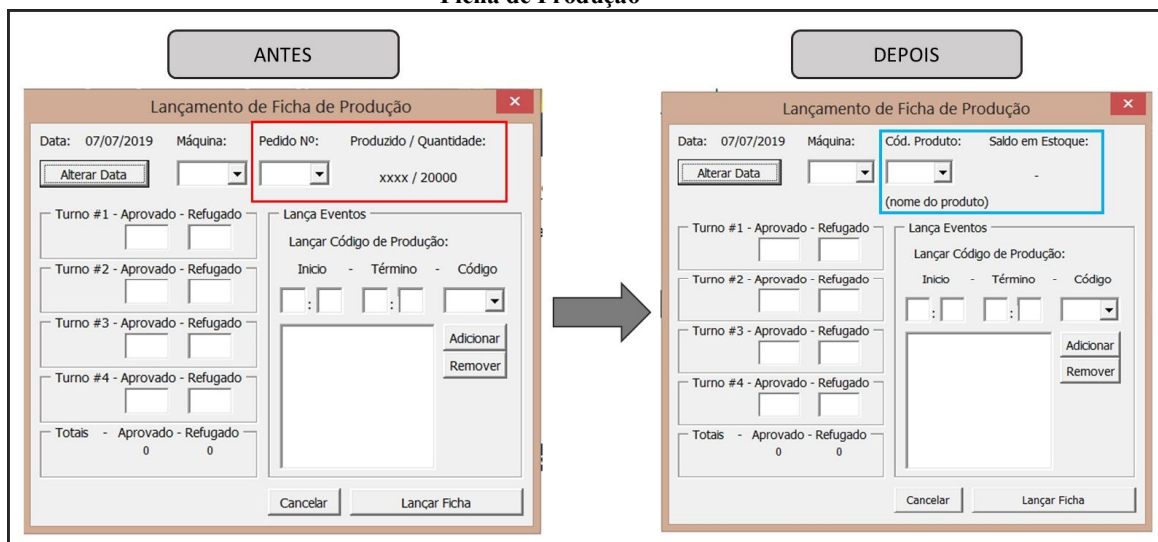 Ficha de Produção
ANTES
Lançamento de Ficha de Produção
Data: 07/07/2019 Máquina: Pedido Nº: Produzido / Quantidade:
Alterar Data xxxx / 20000
Turno #1 - Aprovado - Refugado
Turno #2 - Aprovado - Refugado
Turno #3 - Aprovado - Refugado
Turno #4 - Aprovado - Refugado
Totais - Aprovado - Refugado
0 0
Lança Eventos
Lançar Código de Produção:
Inicio - Término - Código
: :
Adicionar
Remover
Cancelar Lançar Ficha
DEPOIS
Lançamento de Ficha de Produção
Data: 07/07/2019 Máquina: Cód. Produto: Saldo em Estoque:
Alterar Data -
(nome do produto)
Turno #1 - Aprovado - Refugado
Turno #2 - Aprovado - Refugado
Turno #3 - Aprovado - Refugado
Turno #4 - Aprovado - Refugado
Totais - Aprovado - Refugado
0 0
Lança Eventos
Lançar Código de Produção:
Inicio - Término - Código
: :
Adicionar
Remover
Cancelar Lançar Ficha